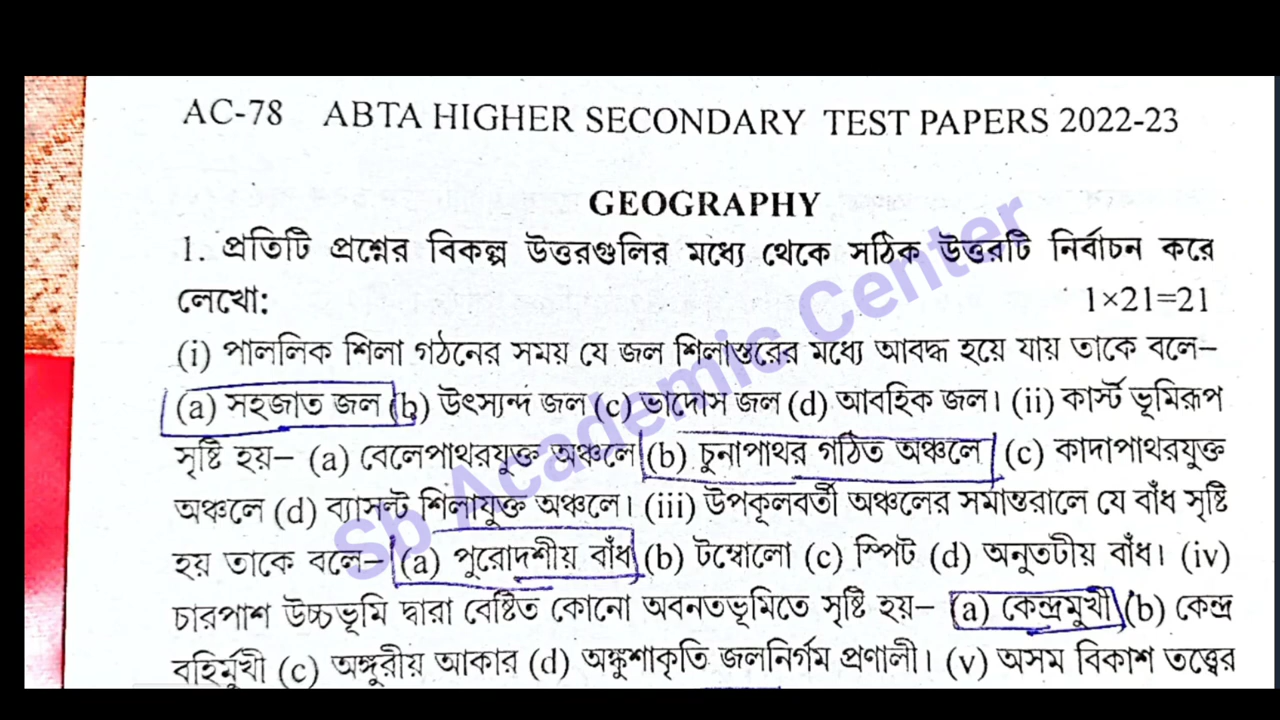 AC-78 ABTA HIGHER SECONDARY TEST PAPERS 2022-23
GEOGRAPHY
1. প্রতিটি প্রশ্নের বিকল্প উত্তরগুলির মধ্যে থেকে সঠিক উত্তরটি নির্বাচন করে
লেখো: 1×21=21
(i) পাললিক শিলা গঠনের সময় যে জল শিলাস্তরের মধ্যে আবদ্ধ হয়ে যায় তাকে বলে–
(a) সহজাত জল (b) উৎস্যন্দ জল (c) ভাদোস জল (d) আবহিক জল। (ii) কার্স্ট ভূমিরূপ
সৃষ্টি হয়– (a) বেলেপাথরযুক্ত অঞ্চলে (b) চুনাপাথর গঠিত অঞ্চলে (c) কাদাপাথরযুক্ত
অঞ্চলে (d) ব্যাসল্ট শিলাযুক্ত অঞ্চলে। (iii) উপকূলবর্তী অঞ্চলের সমান্তরালে যে বাঁধ সৃষ্টি
হয় তাকে বলে– (a) পুরোদেশীয় বাঁধ (b) টম্বোলো (c) স্পিট (d) অনুতটীয় বাঁধ। (iv)
চারপাশ উচ্চভূমি দ্বারা বেষ্টিত কোনো অবনতভূমিতে সৃষ্টি হয়– (a) কেন্দ্রমুখী (b) কেন্দ্র
বহির্মুখী (c) অঙ্গুরীয় আকার (d) অঙ্কুশাকৃতি জলনির্গম প্রণালী। (v) অসম বিকাশ তত্ত্বের
Sb Academic Center